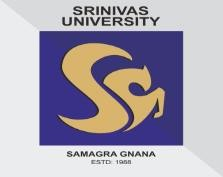 SRINIVAS
UNIVERSITY
SAMAGRA GNANA
ESTD: 1988